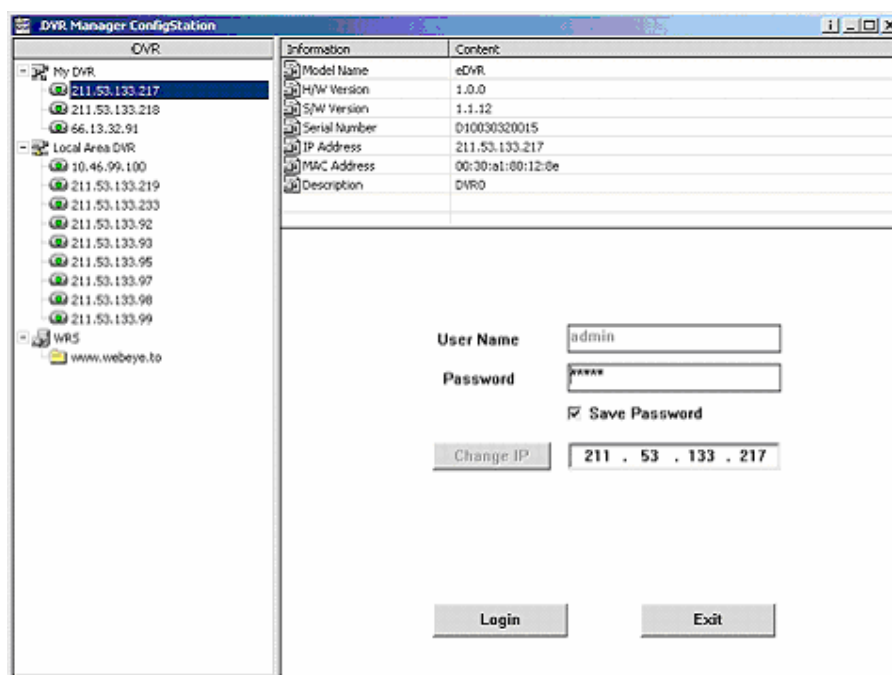 DVR Manager ConfigStation
DVR
My DVR
211.53.133.217
211.53.133.218
66.13.32.91
Local Area DVR
10.46.99.100
211.53.133.219
211.53.133.233
211.53.133.92
211.53.133.93
211.53.133.95
211.53.133.97
211.53.133.98
211.53.133.99
WRS
www.webeye.to
Information Content
Model Name eDVR
H/W Version 1.0.0
S/W Version 1.1.12
Serial Number D10030320015
IP Address 211.53.133.217
MAC Address 00:30:a1:80:12:8e
Description DVR0
User Name admin
Password *****
Save Password
Change IP 211 . 53 . 133 . 217
Login Exit